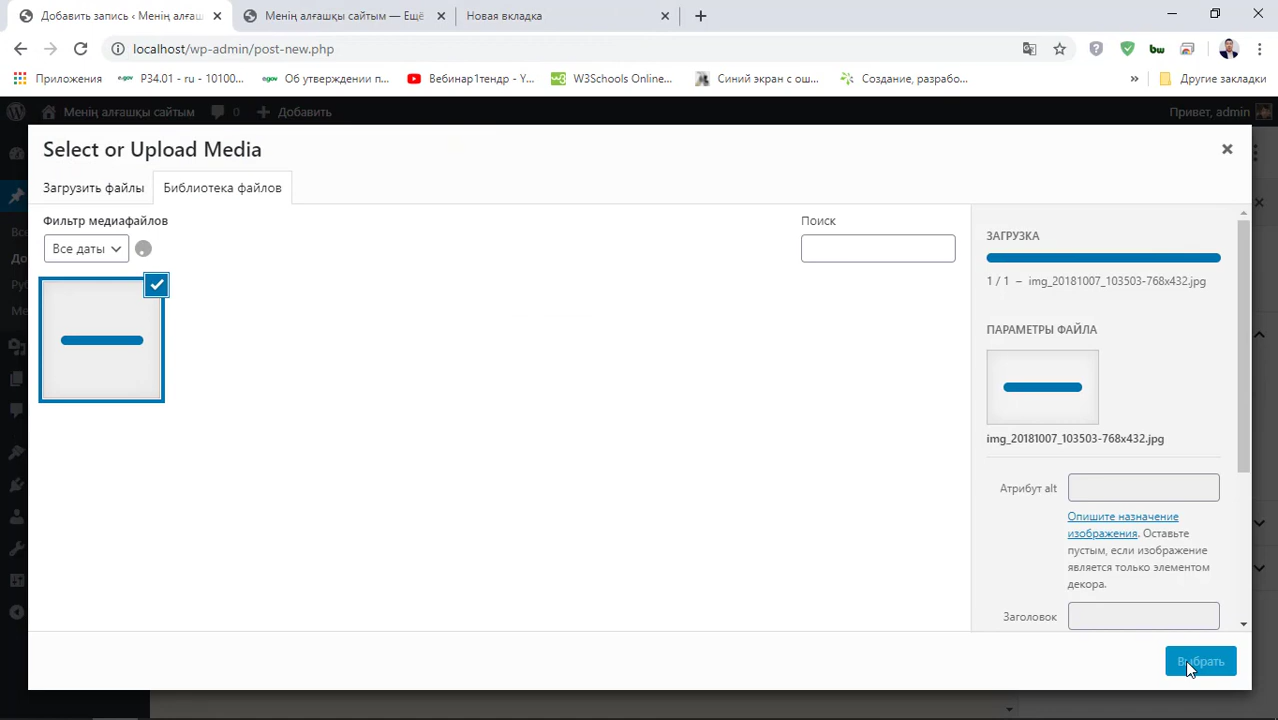 Добавить запись ‹ Менің алғашқ
Менің алғашқы сайтым — Ещё
Новая вкладка
localhost/wp-admin/post-new.php
Приложения
P34.01 - ru - 10100...
Об утверждении п...
Вебинар1тендр - Y...
W3Schools Online...
Синий экран с ош...
Создание, разрабо...
»
Другие закладки
Менің алғашқы сайтым
0
Добавить
Привет, admin
Select or Upload Media
Загрузить файлы
Библиотека файлов
Фильтр медиафайлов
Все даты
Поиск
ЗАГРУЗКА
1 / 1 – img_20181007_103503-768x432.jpg
ПАРАМЕТРЫ ФАЙЛА
img_20181007_103503-768x432.jpg
Атрибут alt
Опишите назначение
изображения. Оставьте
пустым, если изображение
является только элементом
декора.
Заголовок
Выбрать